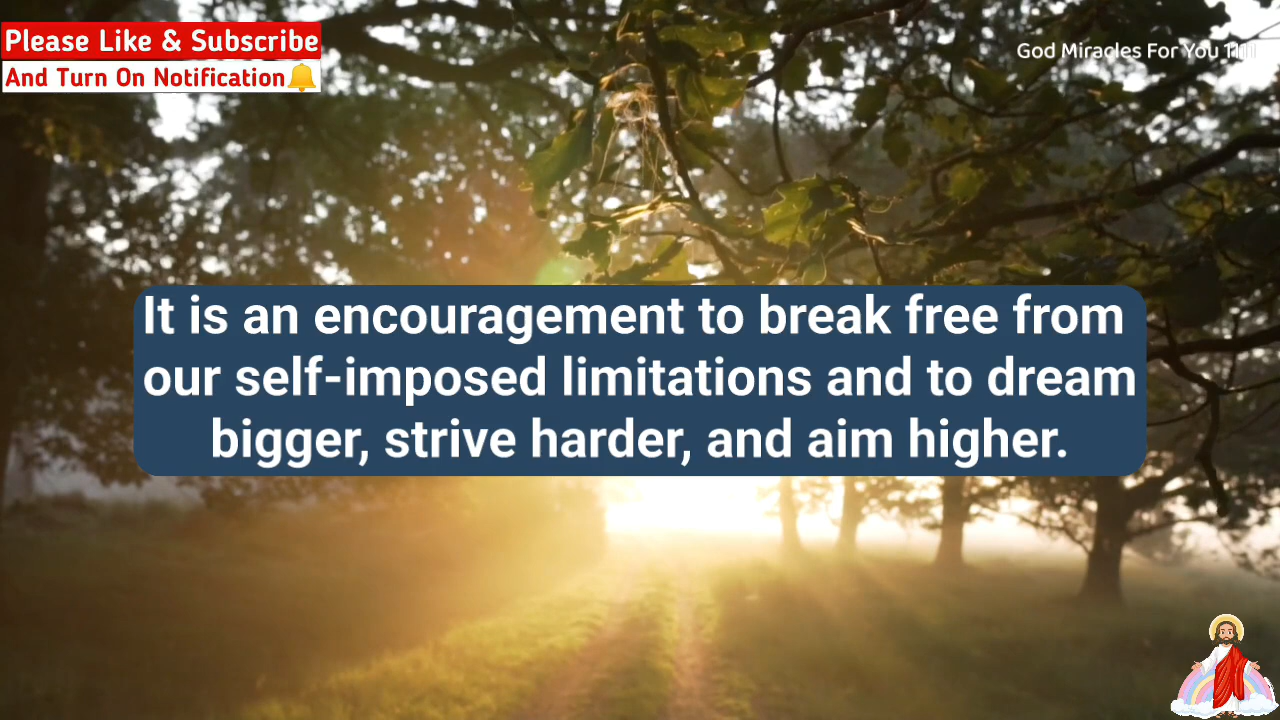 Please Like & Subscribe
And Turn On Notification
God Miracles For You 1111
It is an encouragement to break free from
our self-imposed limitations and to dream
bigger, strive harder, and aim higher.